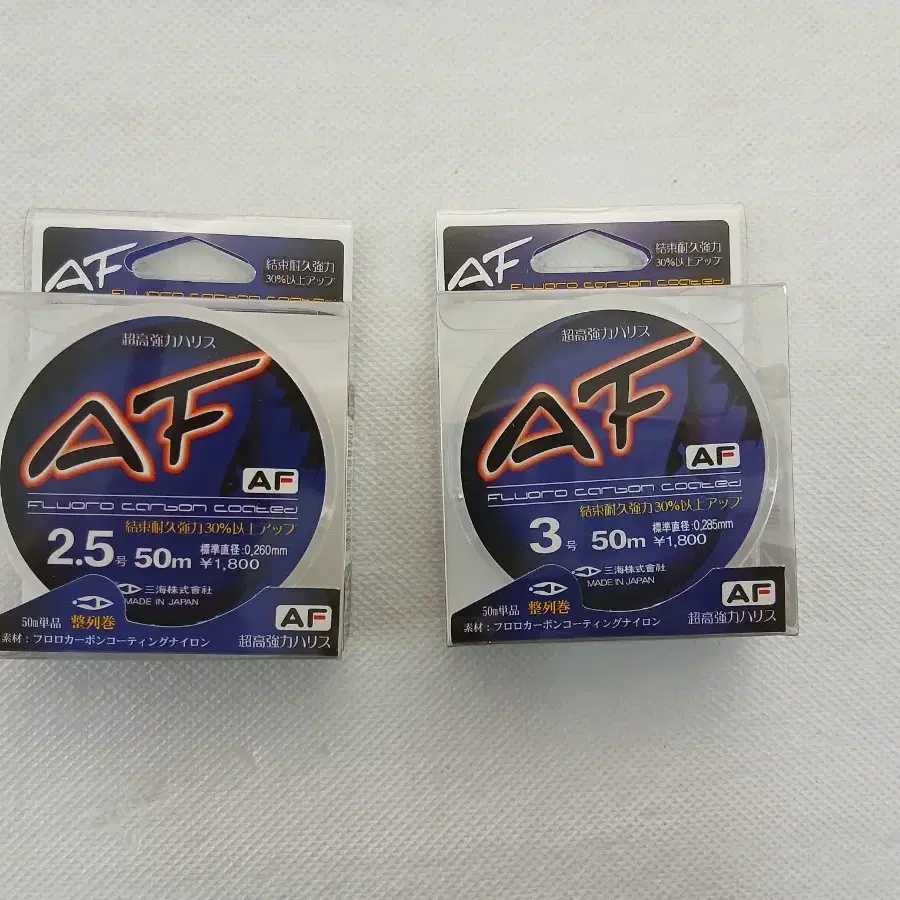 AF
結束耐久強力
30%以上アップ
Fluoro carbon coated
超高強力ハリス
AF
AF
Fluoro carbon coated
結束耐久強力30%以上アップ
2.5号 50m 標準直径:0,260mm
¥1,800
三海株式會社
MADE IN JAPAN
50m単品 整列巻
素材:フロロカーボンコーティングナイロン
AF
超高強力ハリス
AF
結束耐久強力
30%以上アップ
Fluoro carbon coated
超高強力ハリス
AF
AF
Fluoro carbon coated
結束耐久強力30%以上アップ
3号 50m 標準直径:0,285mm
¥1,800
三海株式會社
MADE IN JAPAN
50m単品 整列巻
素材:フロロカーボンコーティングナイロン
AF
超高強力ハリス